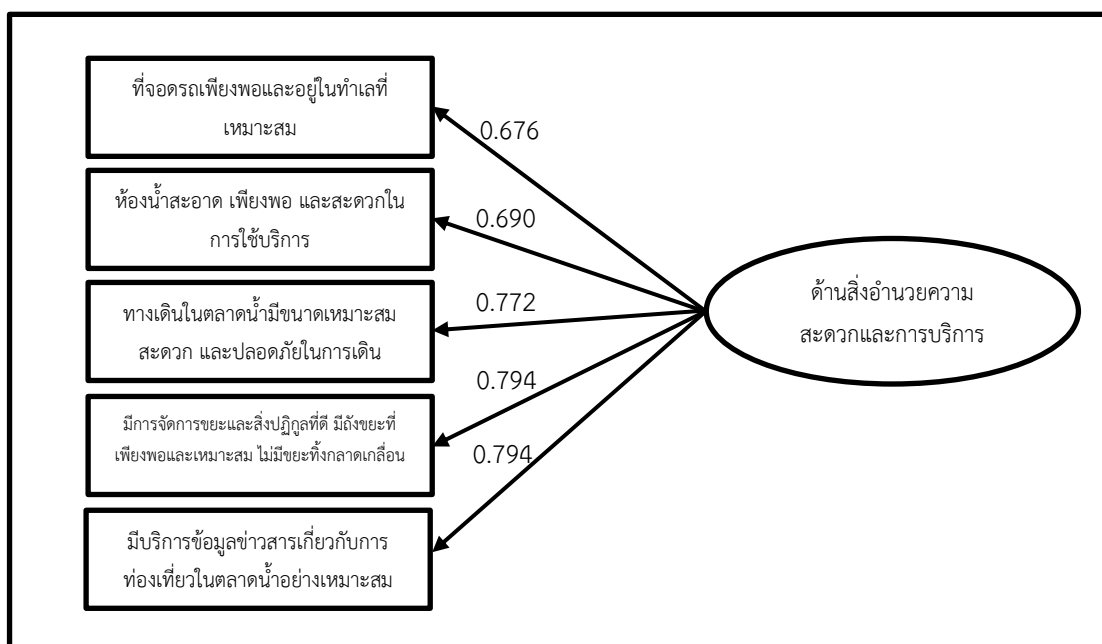 ที่จอดรถเพียงพอและอยู่ในทำเลที่
เหมาะสม
0.676
ห้องน้ำสะอาด เพียงพอ และสะดวกใน
การใช้บริการ
0.690
ทางเดินในตลาดน้ำมีขนาดเหมาะสม
สะดวก และปลอดภัยในการเดิน
0.772
ด้านสิ่งอำนวยความ
สะดวกและการบริการ
มีการจัดการขยะและสิ่งปฏิกูลที่ดี มีถังขยะที่
เพียงพอและเหมาะสม ไม่มีขยะทิ้งกลาดเกลื่อน
0.794
0.794
มีบริการข้อมูลข่าวสารเกี่ยวกับการ
ท่องเที่ยวในตลาดน้ำอย่างเหมาะสม